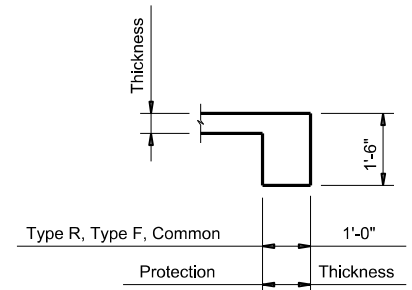 Thickness
1'-6"
Type R, Type F, Common 1'-0"
Protection Thickness